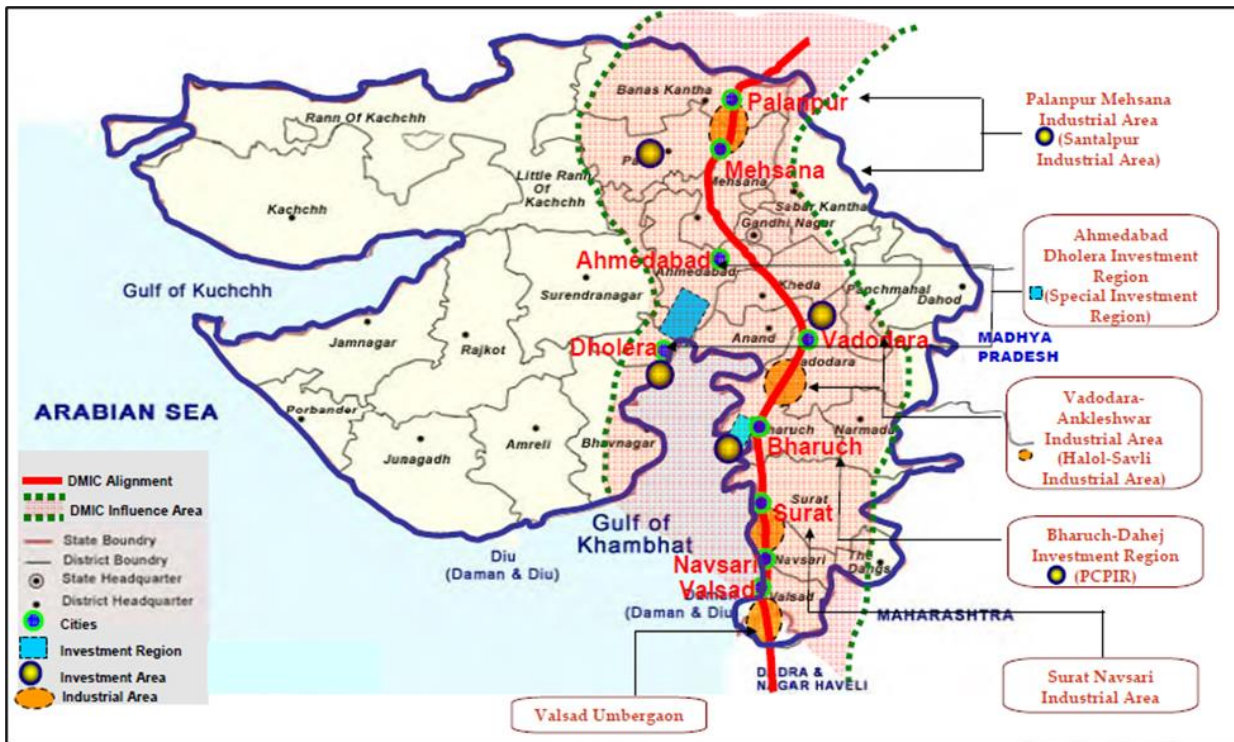 Banas Kantha
Palanpur
Rann Of Kachchh
Mehsana
Mehsana
Little Rann
Of
Kachchh
Kachchh
Sabar Kantha
Gandhi Nagar
Ahmedabad
Ahmedabad
Gulf of Kuchchh
Surendranagar
Kheda
Panchmahal
Dahod
Jamnagar
Rajkot
Dholera
Anand
Vadodara
MADHYA
PRADESH
ARABIAN SEA
Porbander
Amreli
Bhavnagar
Junagadh
Bharuch
Narmada
Surat
Surat
Gulf of
Khambhat
Diu
(Daman & Diu)
Navsari
Navsari
The
Dangs
Valsad
Valsad
(Daman & Diu
MAHARASHTRA
DADRA &
NAGAR HAVELI
DMIC Alignment
DMIC Influence Area
State Boundry
District Boundry
State Headquarter
District Headquarter
Cities
Investment Region
Investment Area
Industrial Area
Palanpur Mehsana
Industrial Area
(Santalpur
Industrial Area)
Ahmedabad
Dholera Investment
Region
(Special Investment
Region)
Vadodara-
Ankleshwar
Industrial Area
(Halol-Savli
Industrial Area)
Bharuch-Dahej
Investment Region
(PCPIR)
Surat Navsari
Industrial Area
Valsad Umbergaon